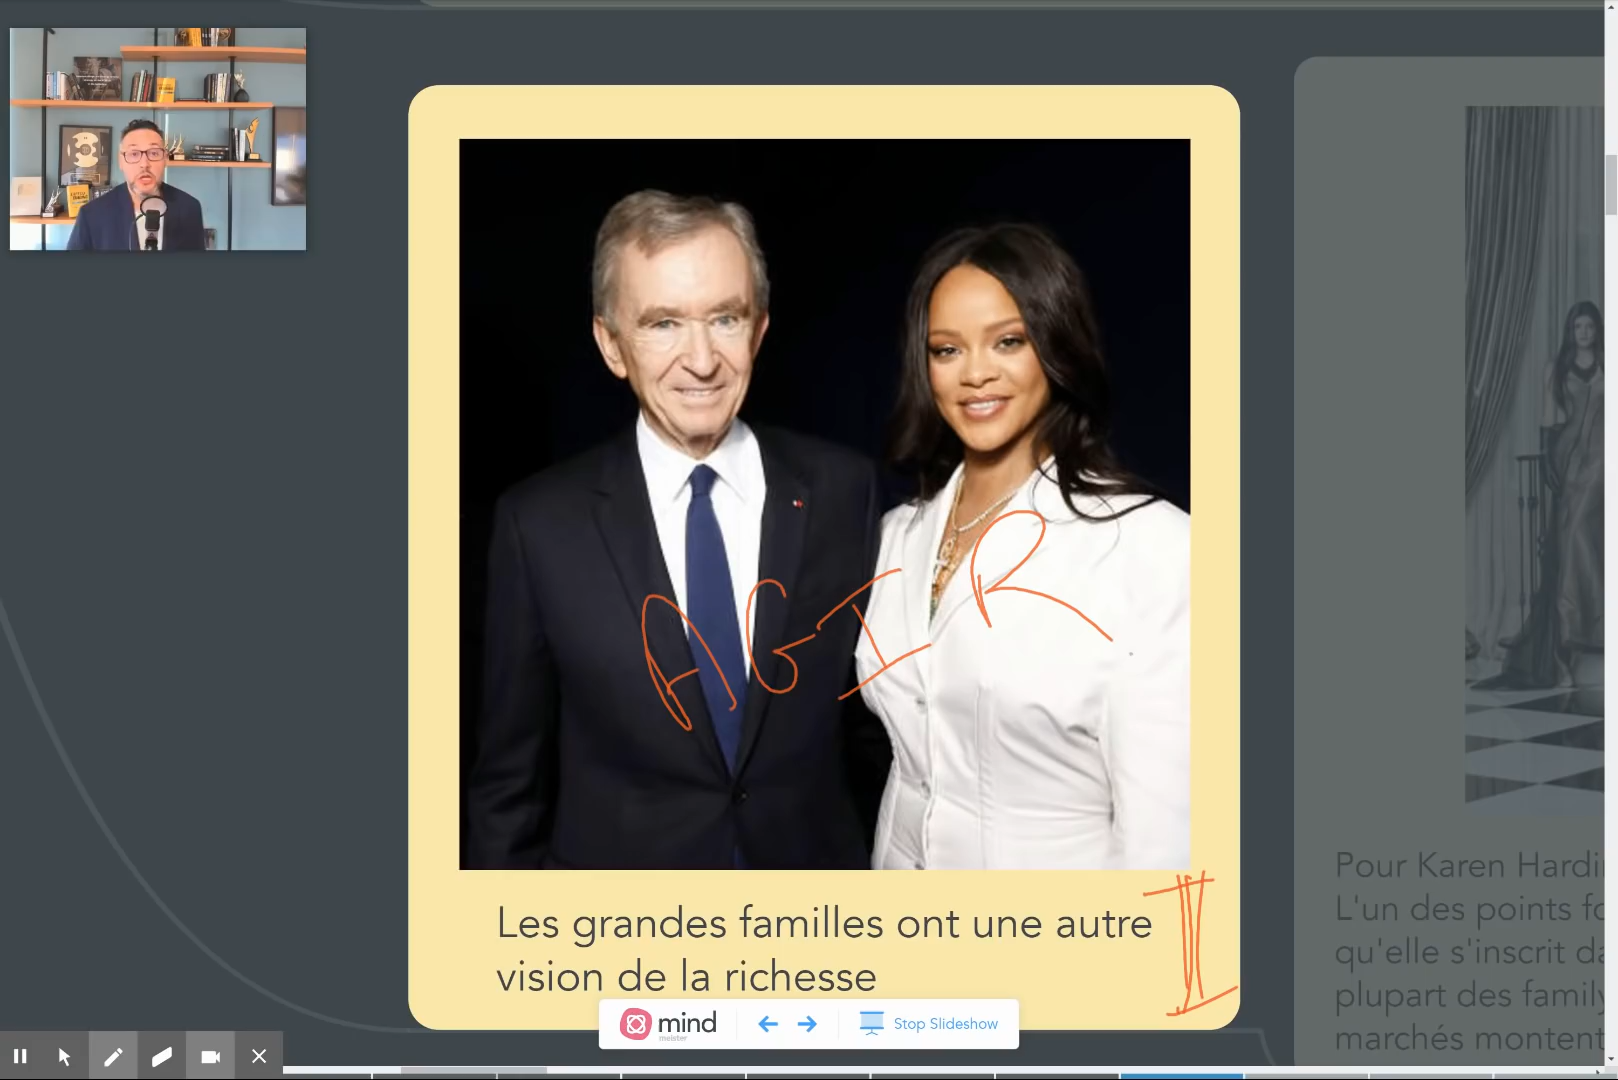 AGIR
Les grandes familles ont une autre
vision de la richesse
I
mind
meister
Stop Slideshow
Pour Karen Hardi
L'un des points fo
qu'elle s'inscrit da
plupart des family
marchés montent